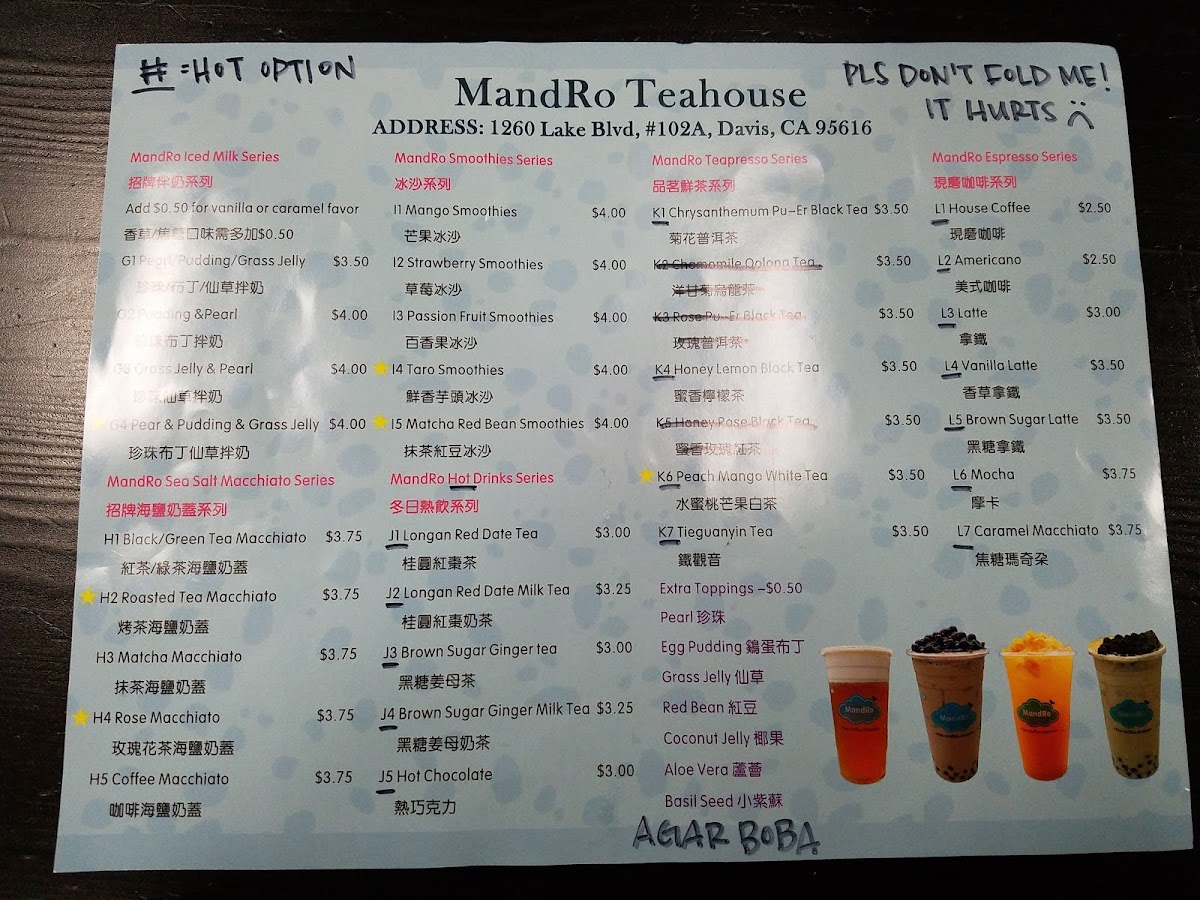 # =HOT OPTION
PLS DON'T FOLD ME!
IT HURTS
MandRo Teahouse
ADDRESS: 1260 Lake Blvd, #102A, Davis, CA 95616
MandRo Iced Milk Series
招牌伴奶系列
Add $0.50 for vanilla or caramel favor
香草/焦糖口味需多加$0.50
G1 Pearl/Pudding/Grass Jelly $3.50
珍珠/布丁/仙草拌奶
G2 Pudding &Pearl $4.00
珍珠布丁拌奶
G3 Grass Jelly & Pearl $4.00
珍珠仙草拌奶
G4 Pear & Pudding & Grass Jelly $4.00
珍珠布丁仙草拌奶
MandRo Sea Salt Macchiato Series
招牌海鹽奶蓋系列
H1 Black/Green Tea Macchiato $3.75
紅茶/綠茶海鹽奶蓋
H2 Roasted Tea Macchiato $3.75
烤茶海鹽奶蓋
H3 Matcha Macchiato $3.75
抹茶海鹽奶蓋
H4 Rose Macchiato $3.75
玫瑰花茶海鹽奶蓋
H5 Coffee Macchiato $3.75
咖啡海鹽奶蓋
MandRo Smoothies Series
冰沙系列
I1 Mango Smoothies $4.00
芒果冰沙
I2 Strawberry Smoothies $4.00
草莓冰沙
I3 Passion Fruit Smoothies $4.00
百香果冰沙
I4 Taro Smoothies $4.00
鮮香芋頭冰沙
I5 Matcha Red Bean Smoothies $4.00
抹茶紅豆冰沙
MandRo Hot Drinks Series
冬日熱飲系列
J1 Longan Red Date Tea $3.00
桂圓紅棗茶
J2 Longan Red Date Milk Tea $3.25
桂圓紅棗奶茶
J3 Brown Sugar Ginger tea $3.00
黑糖姜母茶
J4 Brown Sugar Ginger Milk Tea $3.25
黑糖姜母奶茶
J5 Hot Chocolate $3.00
熱巧克力
MandRo Teapresso Series
品茗鮮茶系列
K1 Chrysanthemum Pu-Er Black Tea $3.50
菊花普洱茶
K2 Chamomile Oolong Tea $3.50
洋甘菊烏龍茶
K3 Rose Pu-Er Black Tea $3.50
玫瑰普洱茶
K4 Honey Lemon Black Tea $3.50
蜜香檸檬茶
K5 Honey Rose Black Tea $3.50
蜜香玫瑰紅茶
K6 Peach Mango White Tea $3.50
水蜜桃芒果白茶
K7 Tieguanyin Tea $3.50
鐵觀音
Extra Toppings -$0.50
Pearl 珍珠
Egg Pudding 鷄蛋布丁
Grass Jelly 仙草
Red Bean 紅豆
Coconut Jelly 椰果
Aloe Vera 蘆薈
Basil Seed 小紫蘇
AGAR BOBA
MandRo Espresso Series
現磨咖啡系列
L1 House Coffee $2.50
現磨咖啡
L2 Americano $2.50
美式咖啡
L3 Latte $3.00
拿鐵
L4 Vanilla Latte $3.50
香草拿鐵
L5 Brown Sugar Latte $3.50
黑糖拿鐵
L6 Mocha $3.75
摩卡
L7 Caramel Macchiato $3.75
焦糖瑪奇朵
MandRo
MandRo
MandRo
MandRo